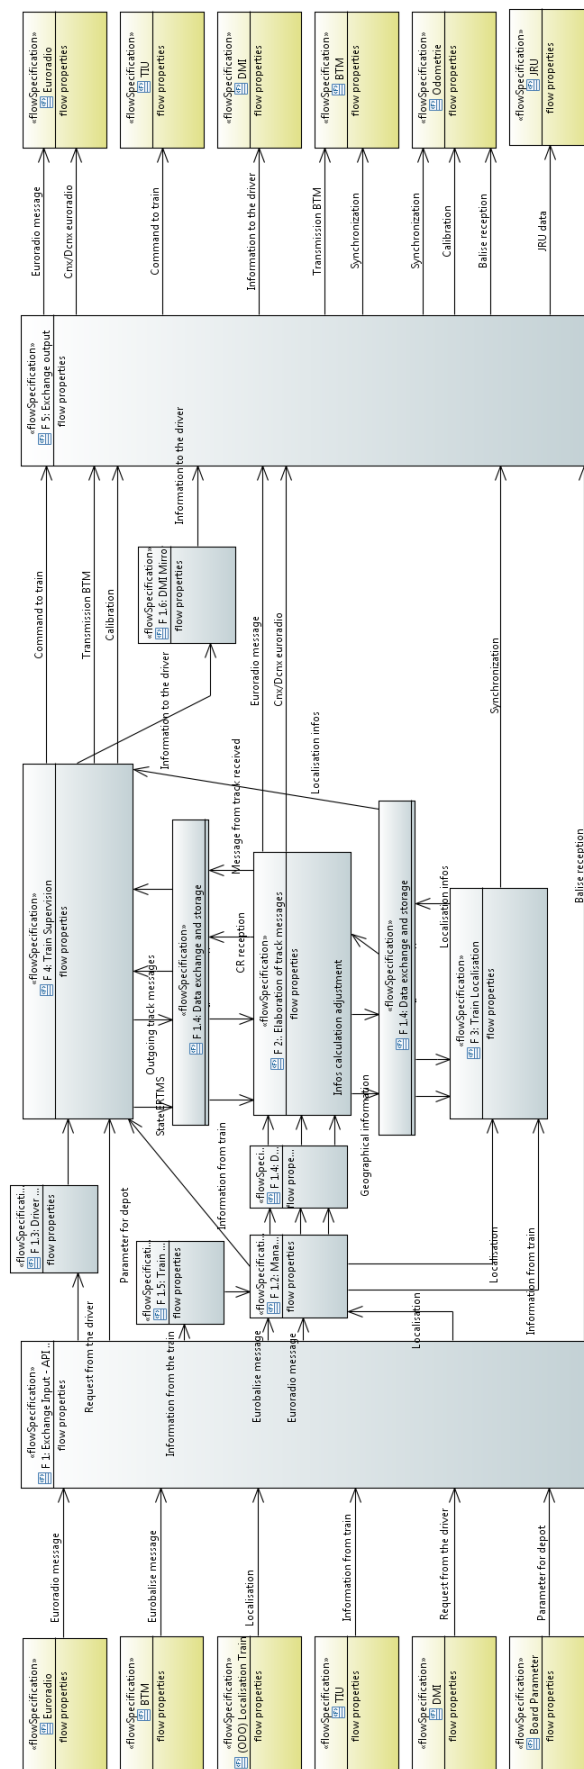 «flowSpecification»
Euroradio
flow properties
«flowSpecification»
BTM
flow properties
«flowSpecification»
(ODO) Localisation Train
flow properties
«flowSpecification»
TIU
flow properties
«flowSpecification»
DMI
flow properties
«flowSpecification»
Board Parameter
flow properties
Euroradio message
Eurobalise message
Localisation
Information from train
Request from the driver
Parameter for depot
«flowSpecification»
F 1: Exchange Input - API...
flow properties
Request from the driver
Parameter for depot
Information from the train
Eurobalise message
Euroradio message
Localisation
«flowSpecificati...
F 1.3: Driver ...
flow properties
«flowSpecificati...
F 1.5: Train ...
flow properties
«flowSpecificati...
F 1.2: Mana...
flow properties
«flowSpeci...
F 1.4: D...
flow prope...
Information from train
Localisation
Information from train
Geographical information
State ERTMS
Outgoing track messages
«flowSpecification»
F 4: Train Supervision
flow properties
«flowSpecification»
F 1.4: Data exchange and storage
«flowSpecification»
F 2:. Elaboration of track messages
flow properties
Infos calculation adjustment
«flowSpecification»
F 1.4: Data exchange and storage
«flowSpecification»
F 3: Train Localisation
flow properties
CR reception
Message from track received
Localisation infos
Localisation infos
Information to the driver
«flowSpecification»
F 1.6: DMI Mirro
flow properties
Command to train
Transmission BTM
Calibration
Information to the driver
Euroradio message
Cnx/Dcnx euroradio
Synchronization
Balise reception
«flowSpecification»
F 5: Exchange output
flow properties
Euroradio message
Cnx/Dcnx euroradio
Command to train
Information to the driver
Transmission BTM
Synchronization
Synchronization
Calibration
Balise reception
JRU data
«flowSpecification»
Euroradio
flow properties
«flowSpecification»
TIU
flow properties
«flowSpecification»
DMI
flow properties
«flowSpecification»
BTM
flow properties
«flowSpecification»
Odometrie
flow properties
«flowSpecification»
JRU
flow properties